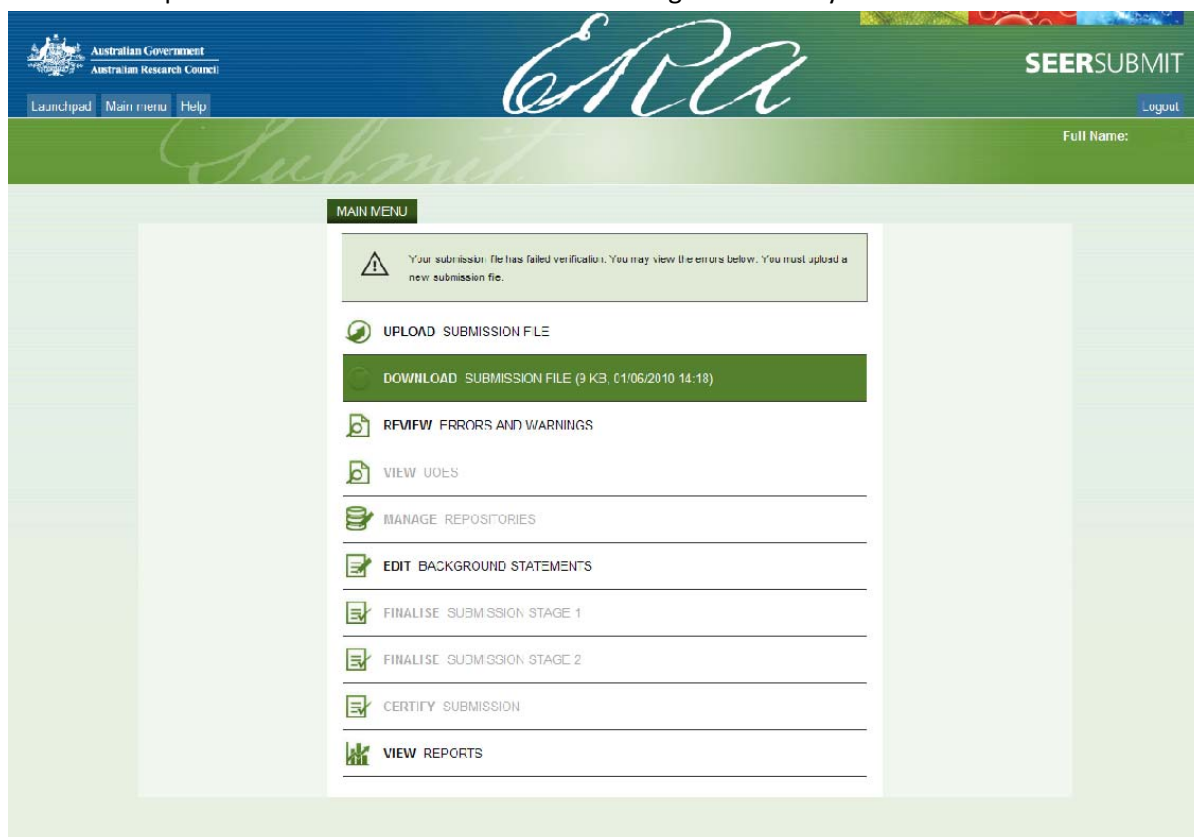 Australian Government
Australian Research Council
ERA
SEERSUBMIT
Launchpad Main menu Help
Logout
Submit
Full Name:
MAIN MENU
Your submission file has failed verification. You may view the errors below. You must upload a
new submission file.
UPLOAD SUBMISSION FILE
DOWNLOAD SUBMISSION FILE (9 KB, 01/06/2010 14:18)
REVIEW ERRORS AND WARNINGS
VIEW UOES
MANAGE REPOSITORIES
EDIT BACKGROUND STATEMENTS
FINALISE SUBMISSION STAGE 1
FINALISE SUBMISSION STAGE 2
CERTIFY SUBMISSION
VIEW REPORTS